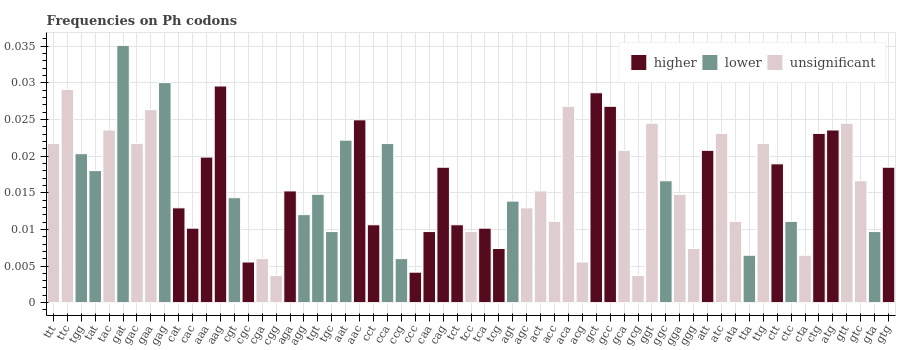 Frequencies on Ph codons
higher lower unsignificant
0.035
0.03
0.025
0.02
0.015
0.01
0.005
0
ttt ttc tgg tat tac gat gac gaa gag cat cac aaa aag cgt cgc cga cgg aga agg tgt tgc aat aac cct cca ccg ccc caa cag tct tcc tca tcg agt agc act acc aca acg gct gcc gca gcg ggt ggc gga ggg att atc ata tta ttg ctt ctc cta ctg atg gtt gtc gta gtg